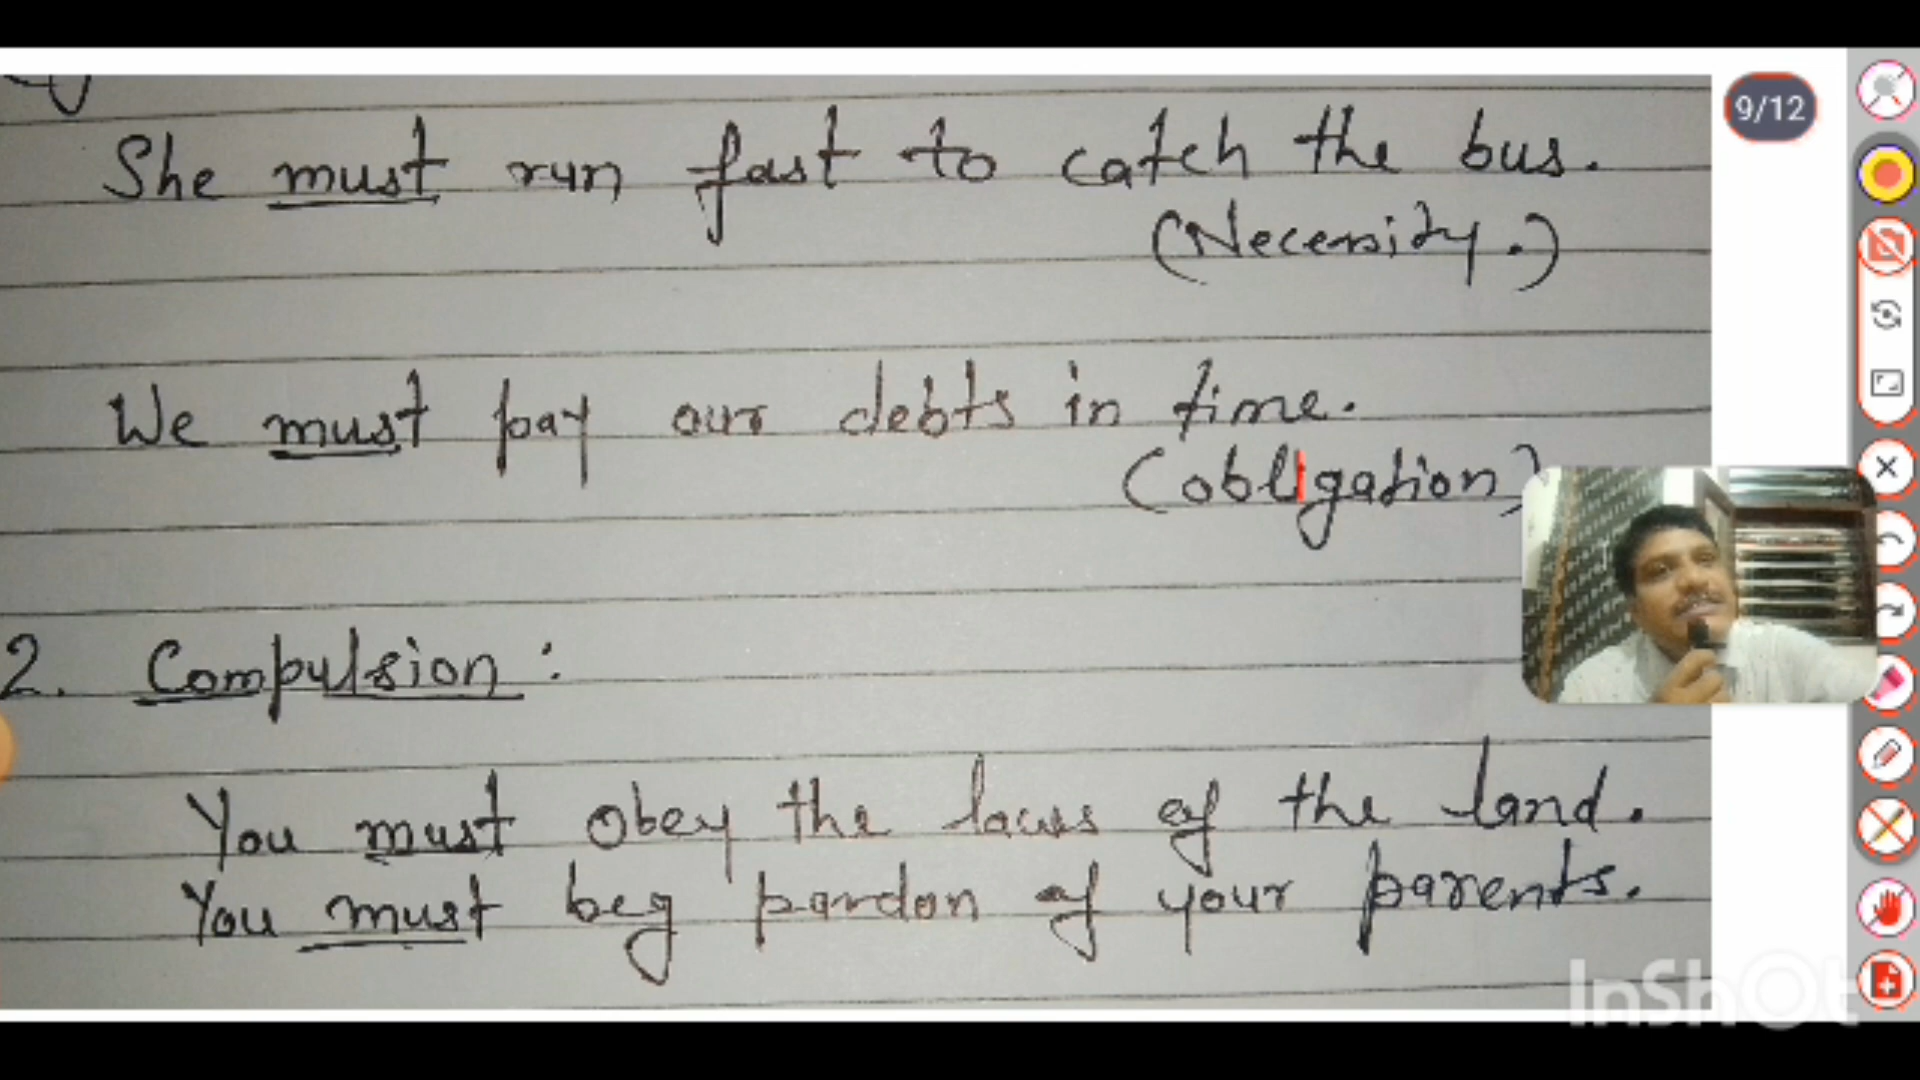 She must run fast to catch the bus.
(Necessity.)
We must pay our debts in time.
(obligation)
2. Compulsion:
You must obey the laws of the land.
You must beg pardon of your parents.
9/12
InShOt